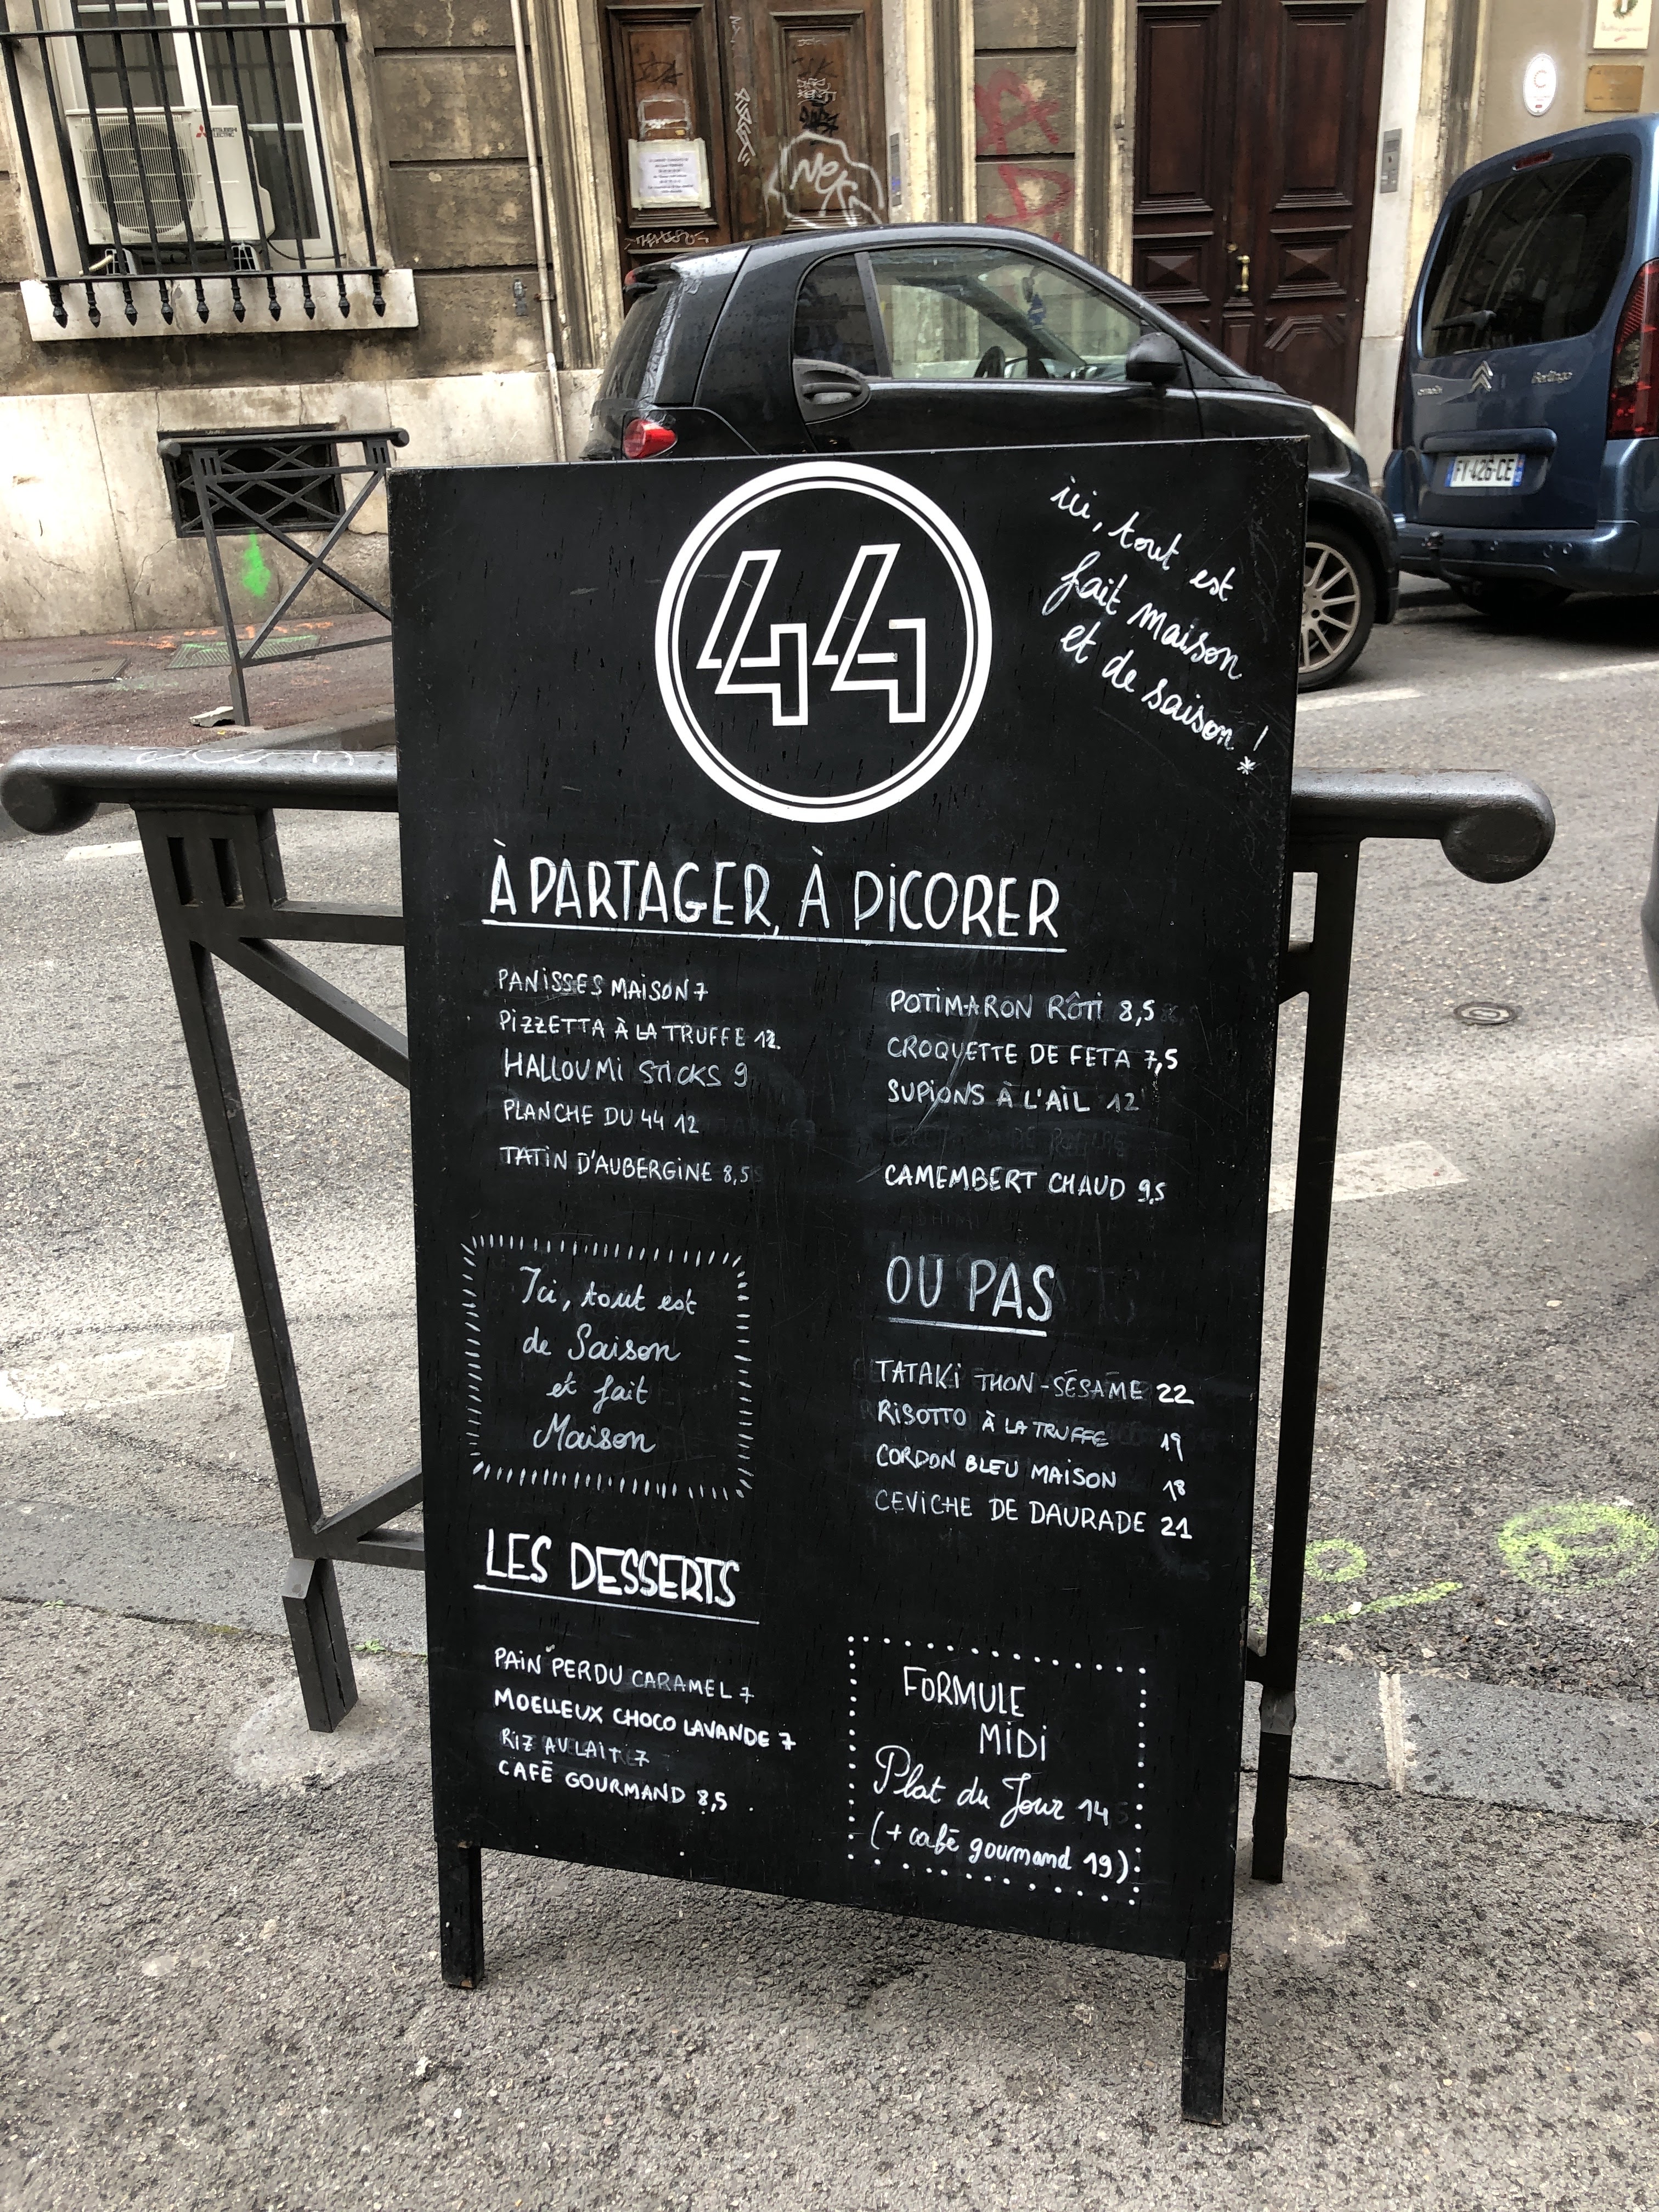 MITSUBISHI
ELECTRIC
Berlingo
FY-426-CE
44
ici, tout est
fait maison
et de saison !
*
À PARTAGER, À PICORER
PANISSES MAISON 7
PIZZETTA À LA TRUFFE 12
HALLOUMI STICKS 9
PLANCHE DU 44 12
TATIN D'AUBERGINE 8,5
POTIMARON RÔTI 8,5
CROQUETTE DE FETA 7,5
SUPIONS À L'AIL 12
CAMEMBERT CHAUD 9,5
Ici, tout est
de Saison
et fait
Maison
OU PAS
TATAKI THON-SÉSAME 22
RISOTTO À LA TRUFFE 19
CORDON BLEU MAISON 18
CEVICHE DE DAURADE 21
LES DESSERTS
PAIN PERDU CARAMEL 7
MOELLEUX CHOCO LAVANDE 7
RIZ AU LAIT 7
CAFÉ GOURMAND 8,5
FORMULE
MIDI
Plat du Jour 14
(+ café gourmand 19)